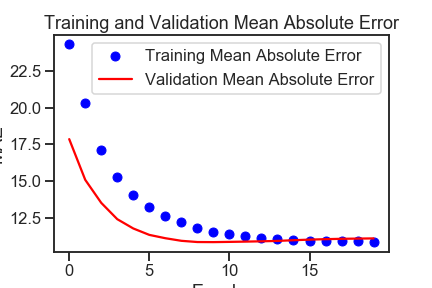 Training and Validation Mean Absolute Error
Training Mean Absolute Error
Validation Mean Absolute Error
22.5
20.0
17.5
15.0
12.5
0 5 10 15